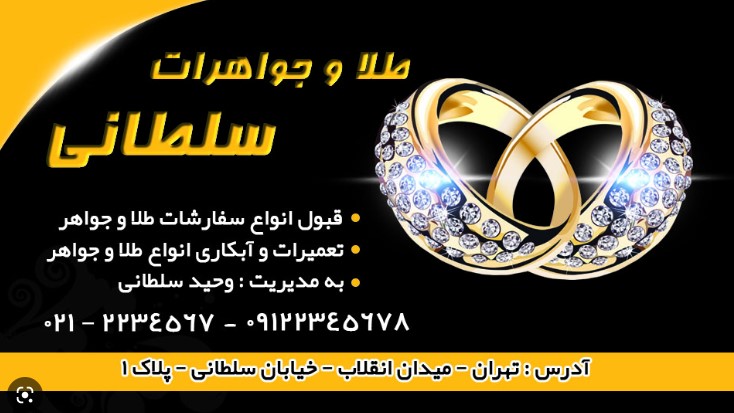 طلا و جواهرات
سلطانی
قبول انواع سفارشات طلا و جواهر
تعمیرات و آبکاری انواع طلا و جواهر
به مدیریت : وحید سلطانی
۰۲۱ – ۲۲۳۴۵۶۷ - ۰۹۱۲۲۳۴۵۶۷۸
آدرس : تهران - میدان انقلاب - خیابان سلطانی - پلاک ۱